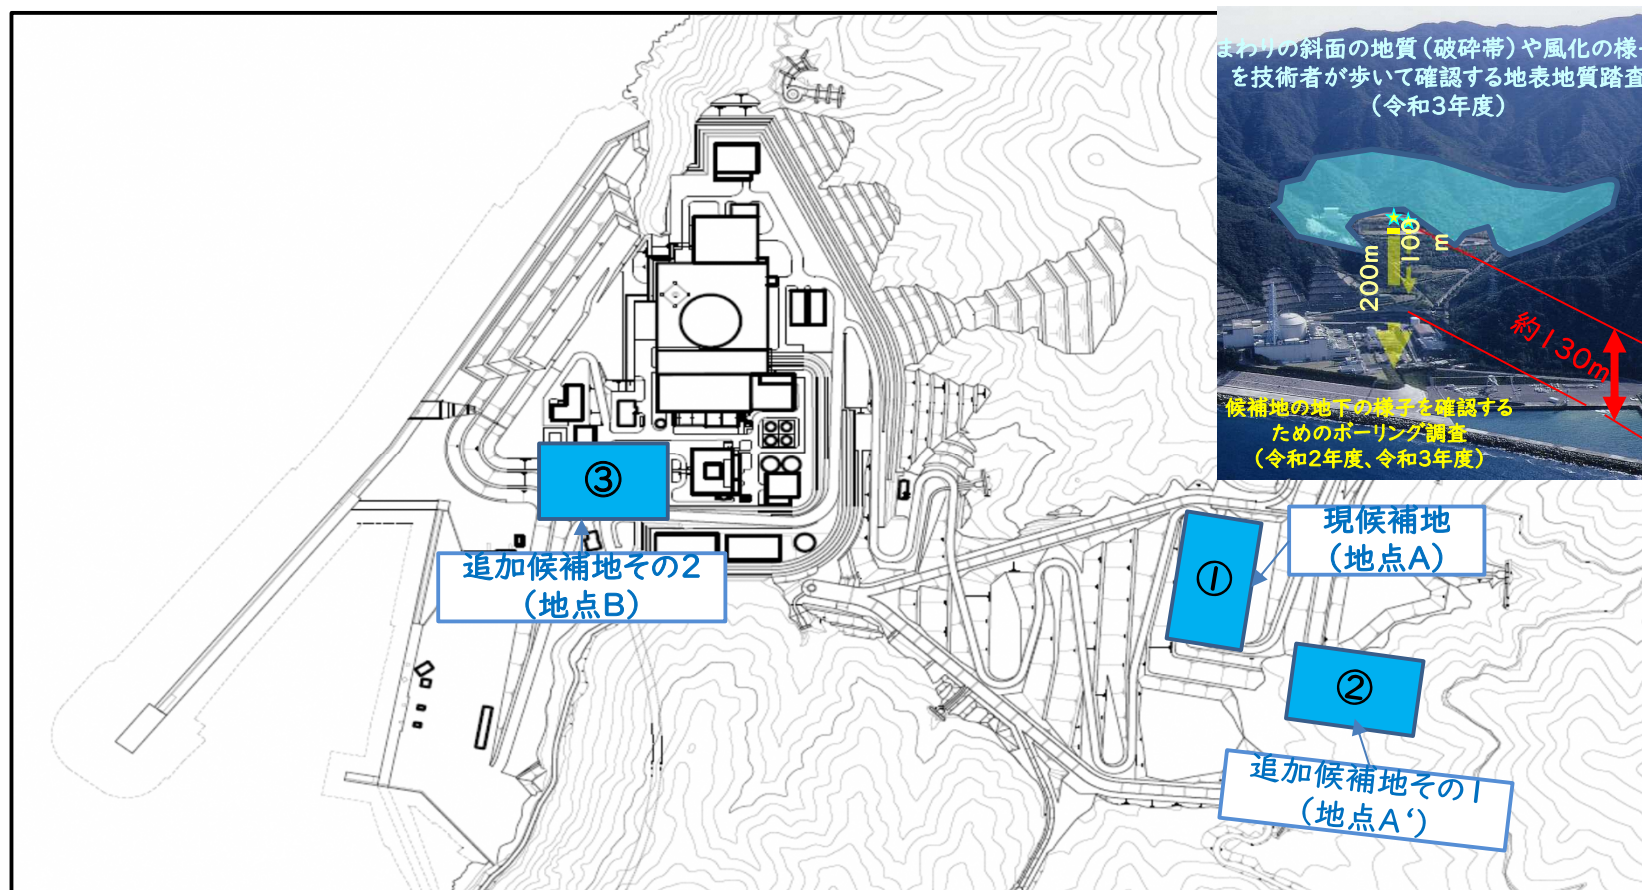 まわりの斜面の地質（破砕帯）や風化の様
を技術者が歩いて確認する地表地質踏査
（令和3年度）
100
m
200m
約130m
候補地の地下の様子を確認する
ためのボーリング調査
（令和2年度、令和3年度）
③
追加候補地その2
（地点B）
現候補地
（地点A）
①
②
追加候補地その1
（地点A‘）